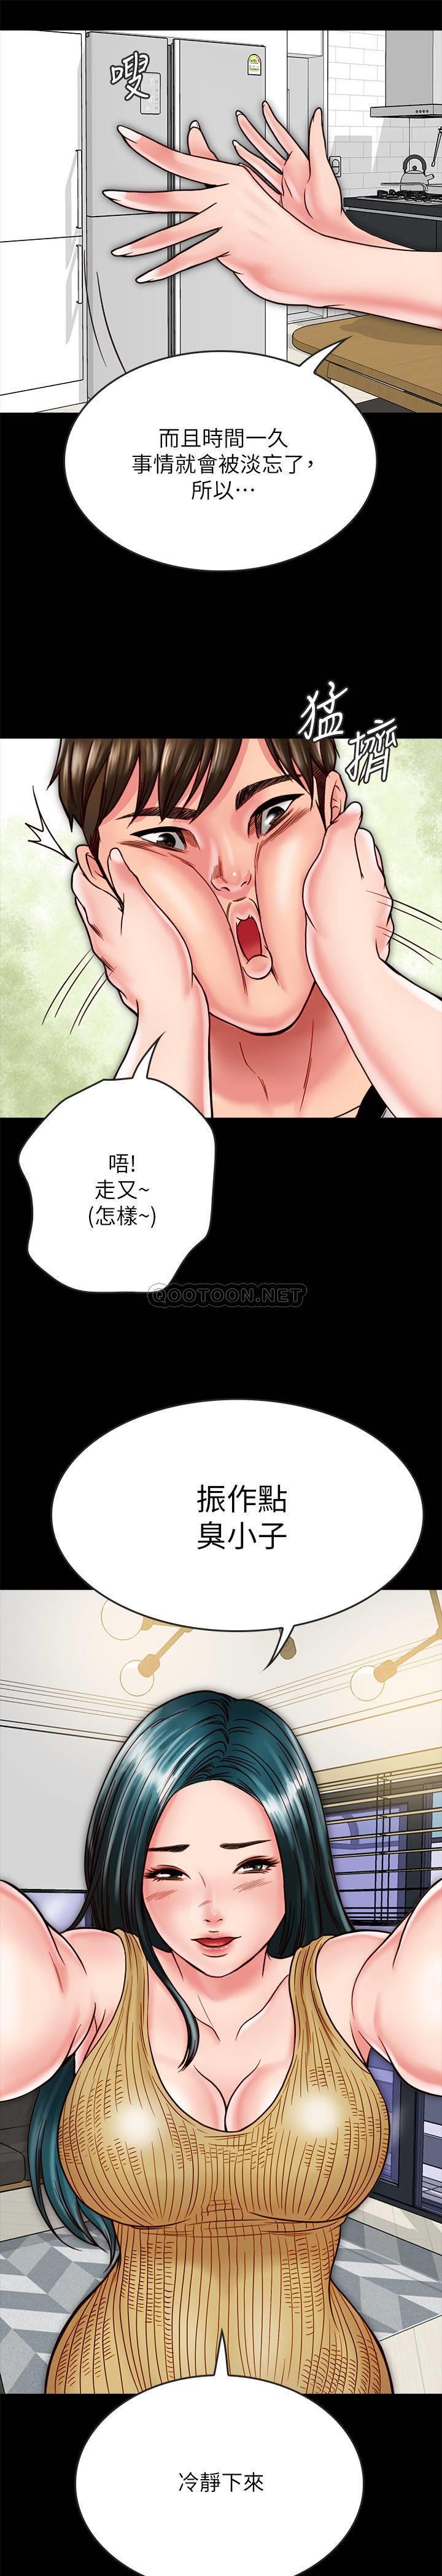 嗖
而且時間一久
事情就會被淡忘了，
所以…
猛
擠
唔!
走又~
(怎樣~)
QOOTOON.NET
振作點
臭小子
冷靜下來